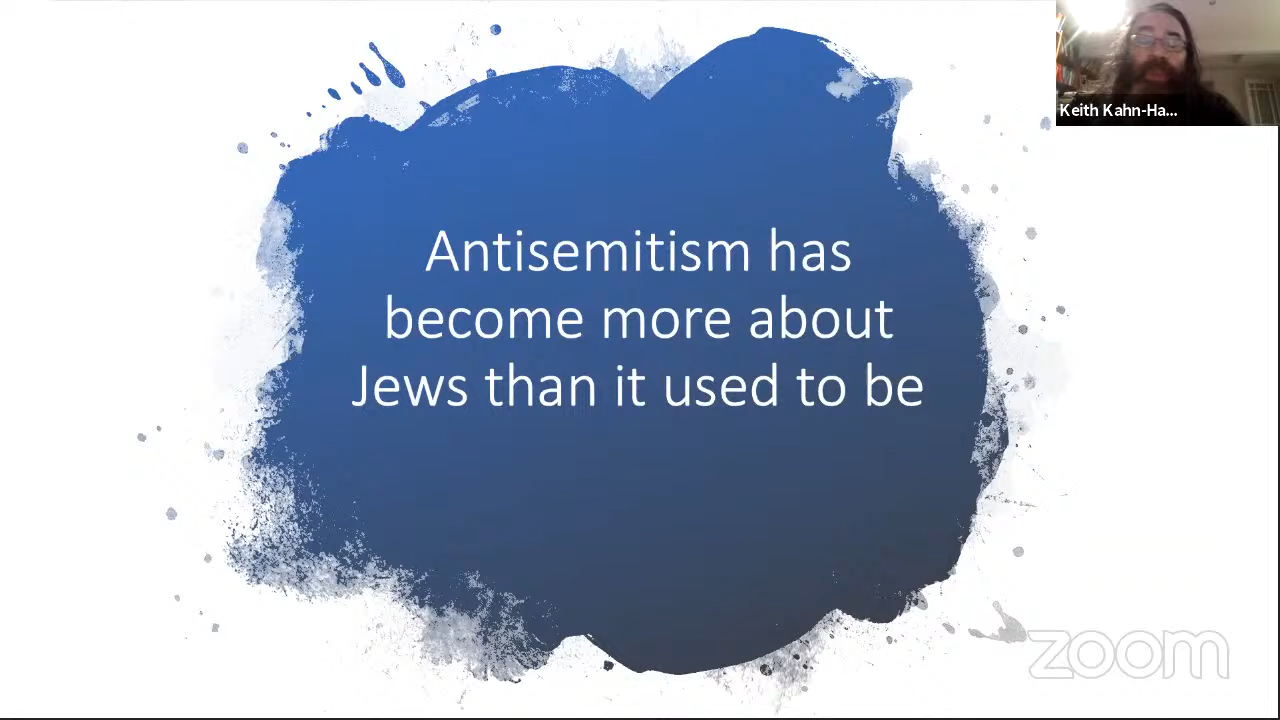 Keith Kahn-Ha...
Antisemitism has
become more about
Jews than it used to be
zoom